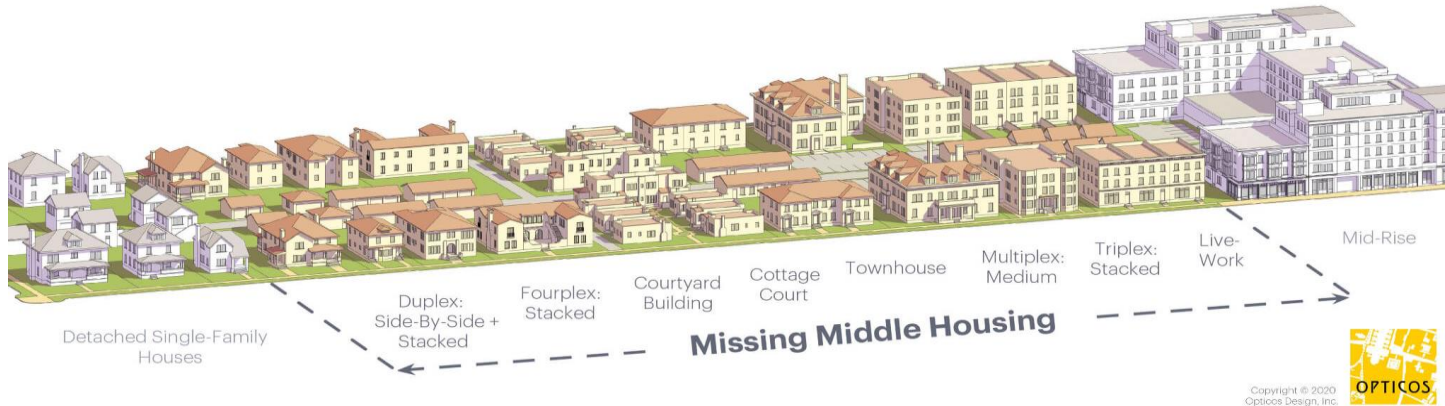 Detached Single-Family
Houses
Duplex:
Side-By-Side +
Stacked
Fourplex:
Stacked
Courtyard
Building
Cottage
Court
Townhouse
Multiplex:
Medium
Triplex:
Stacked
Live-
Work
Mid-Rise
Missing Middle Housing
Copyright © 2020
Opticos Design, Inc.
OPTICOS